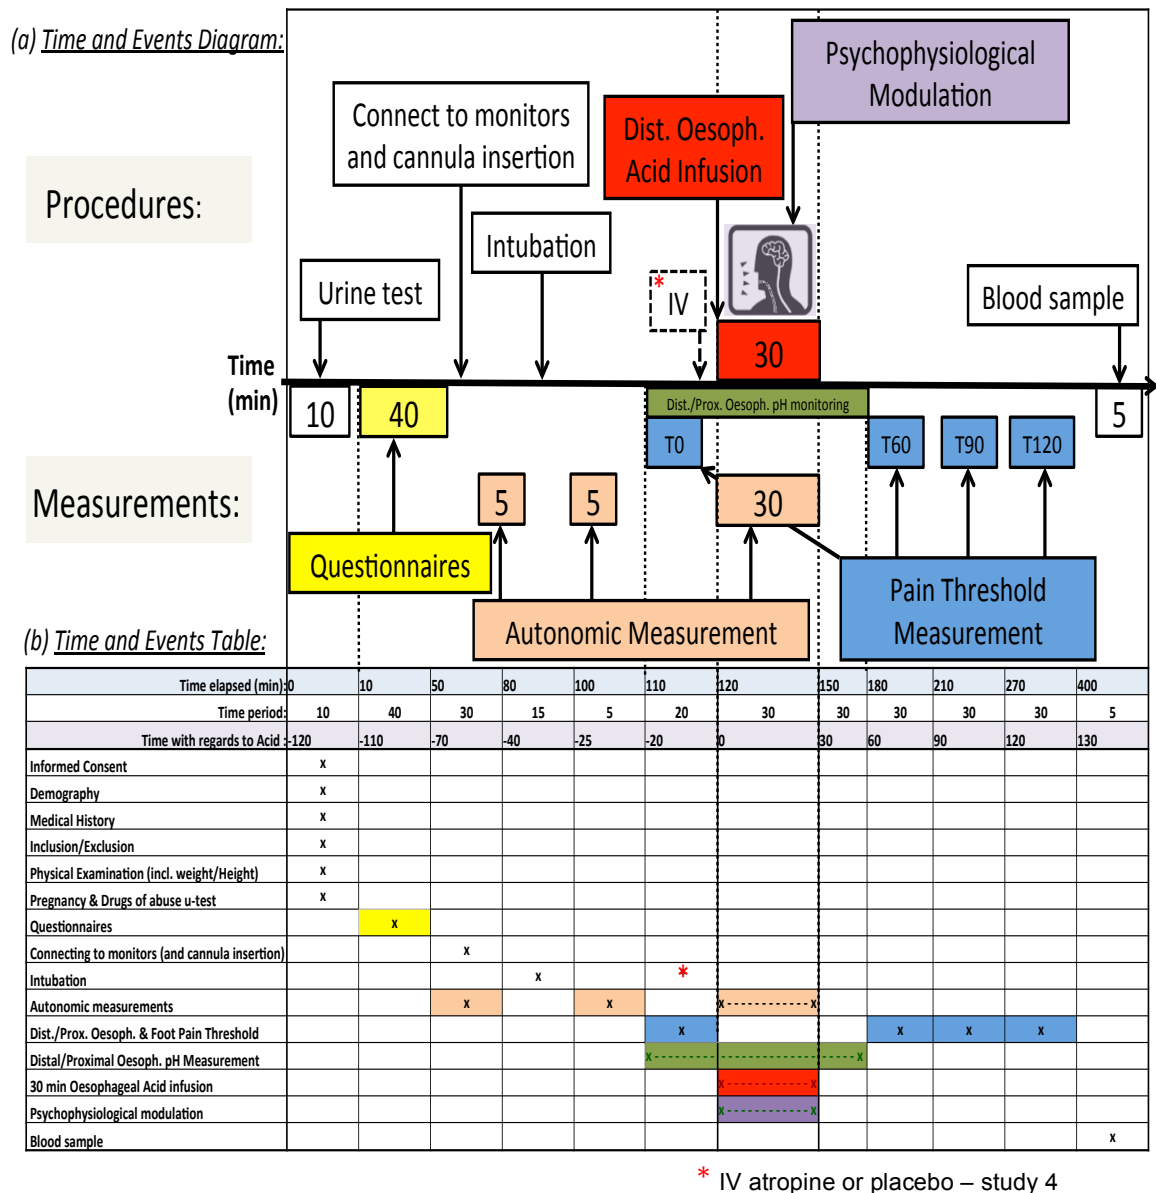 (a) Time and Events Diagram:
Psychophysiological
Modulation
Connect to monitors
and cannula insertion
Dist. Oesoph.
Acid Infusion
Procedures:
Intubation
Urine test
* IV
Blood sample
Time
(min)
30
10
40
Dist./Prox. Oesoph. pH monitoring
5
T0
T60
T90
T120
Measurements:
5
5
30
Questionnaires
Autonomic Measurement
Pain Threshold
Measurement
(b) Time and Events Table:
Time elapsed (min): 0 10 50 80 100 110 120 150 180 210 270 400
Time period: 10 40 30 15 5 20 30 30 30 30 30 5
Time with regards to Acid : -120 -110 -70 -40 -25 -20 0 30 60 90 120 130
Informed Consent x
Demography x
Medical History x
Inclusion/Exclusion x
Physical Examination (incl. weight/Height) x
Pregnancy & Drugs of abuse u-test x
Questionnaires x
Connecting to monitors (and cannula insertion) x
Intubation x *
Autonomic measurements x x x - - - - - - - - - - - x
Dist./Prox. Oesoph. & Foot Pain Threshold x x x x
Distal/Proximal Oesoph. pH Measurement x - - - - - - - - - - - - - - - - - - - - - - - x
30 min Oesophageal Acid infusion x - - - - - - - - - - - x
Psychophysiological modulation x - - - - - - - - - - - x
Blood sample x
* IV atropine or placebo – study 4